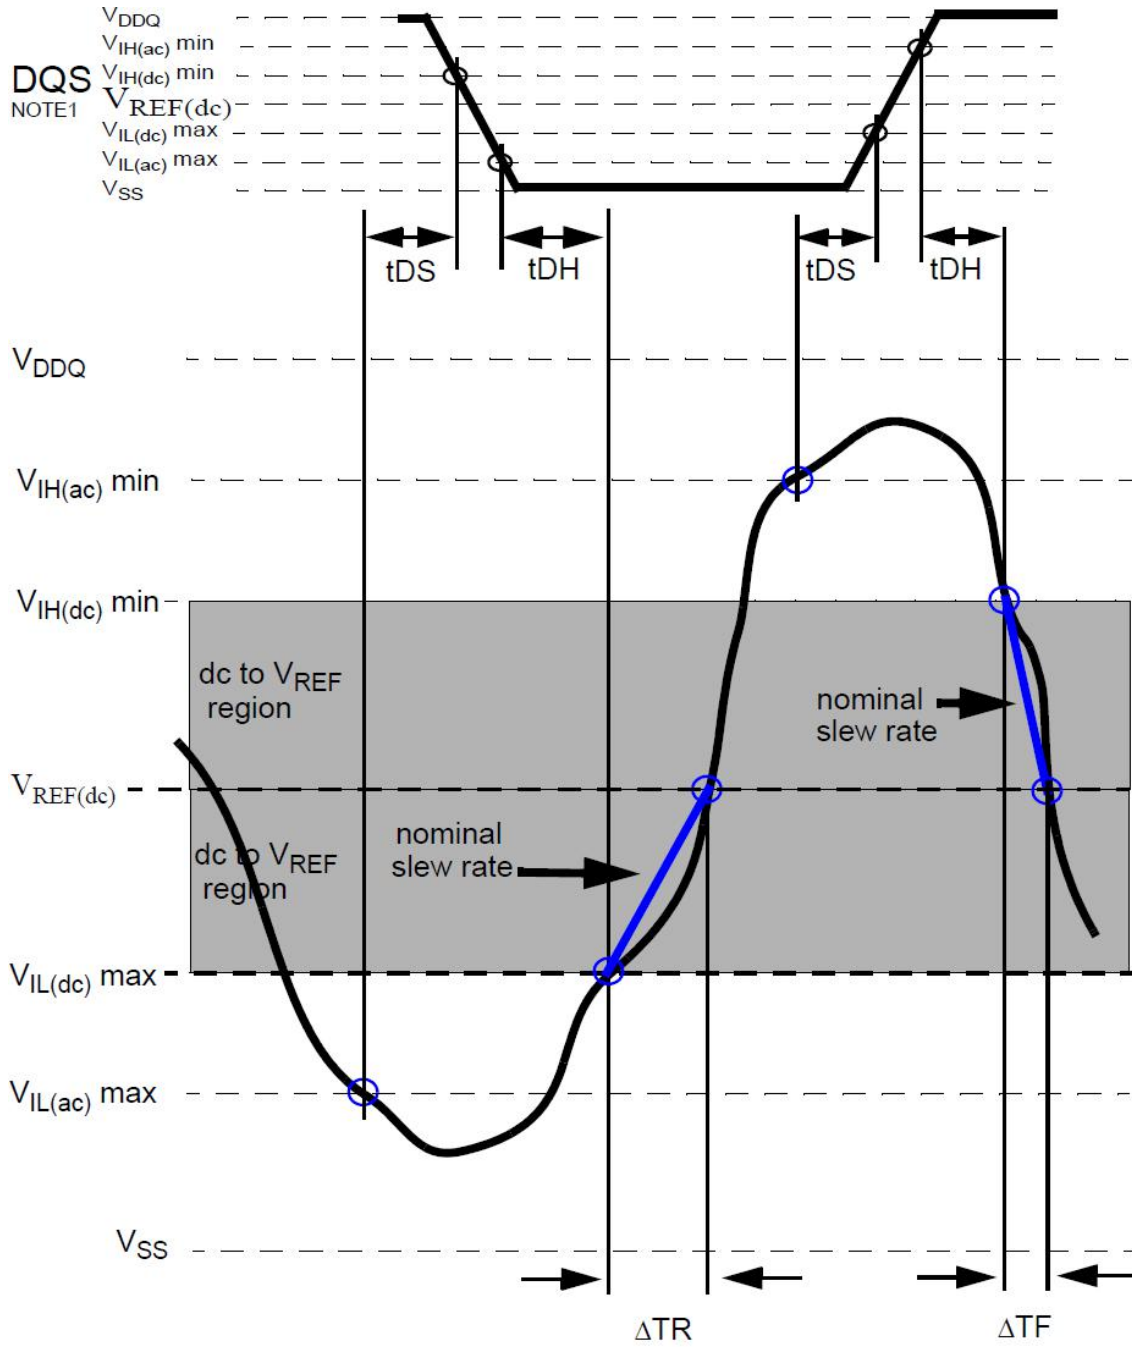 VDDQ
VIH(ac) min
VIH(dc) min
DQS
VREF(dc)
NOTE1
VIL(dc) max
VIL(ac) max
VSS
tDS tDH tDS tDH
VDDQ
VIH(ac) min
VIH(dc) min
dc to VREF
region
nominal
slew rate
VREF(dc)
nominal
slew rate
dc to VREF
region
VIL(dc) max
VIL(ac) max
VSS
ΔTR ΔTF